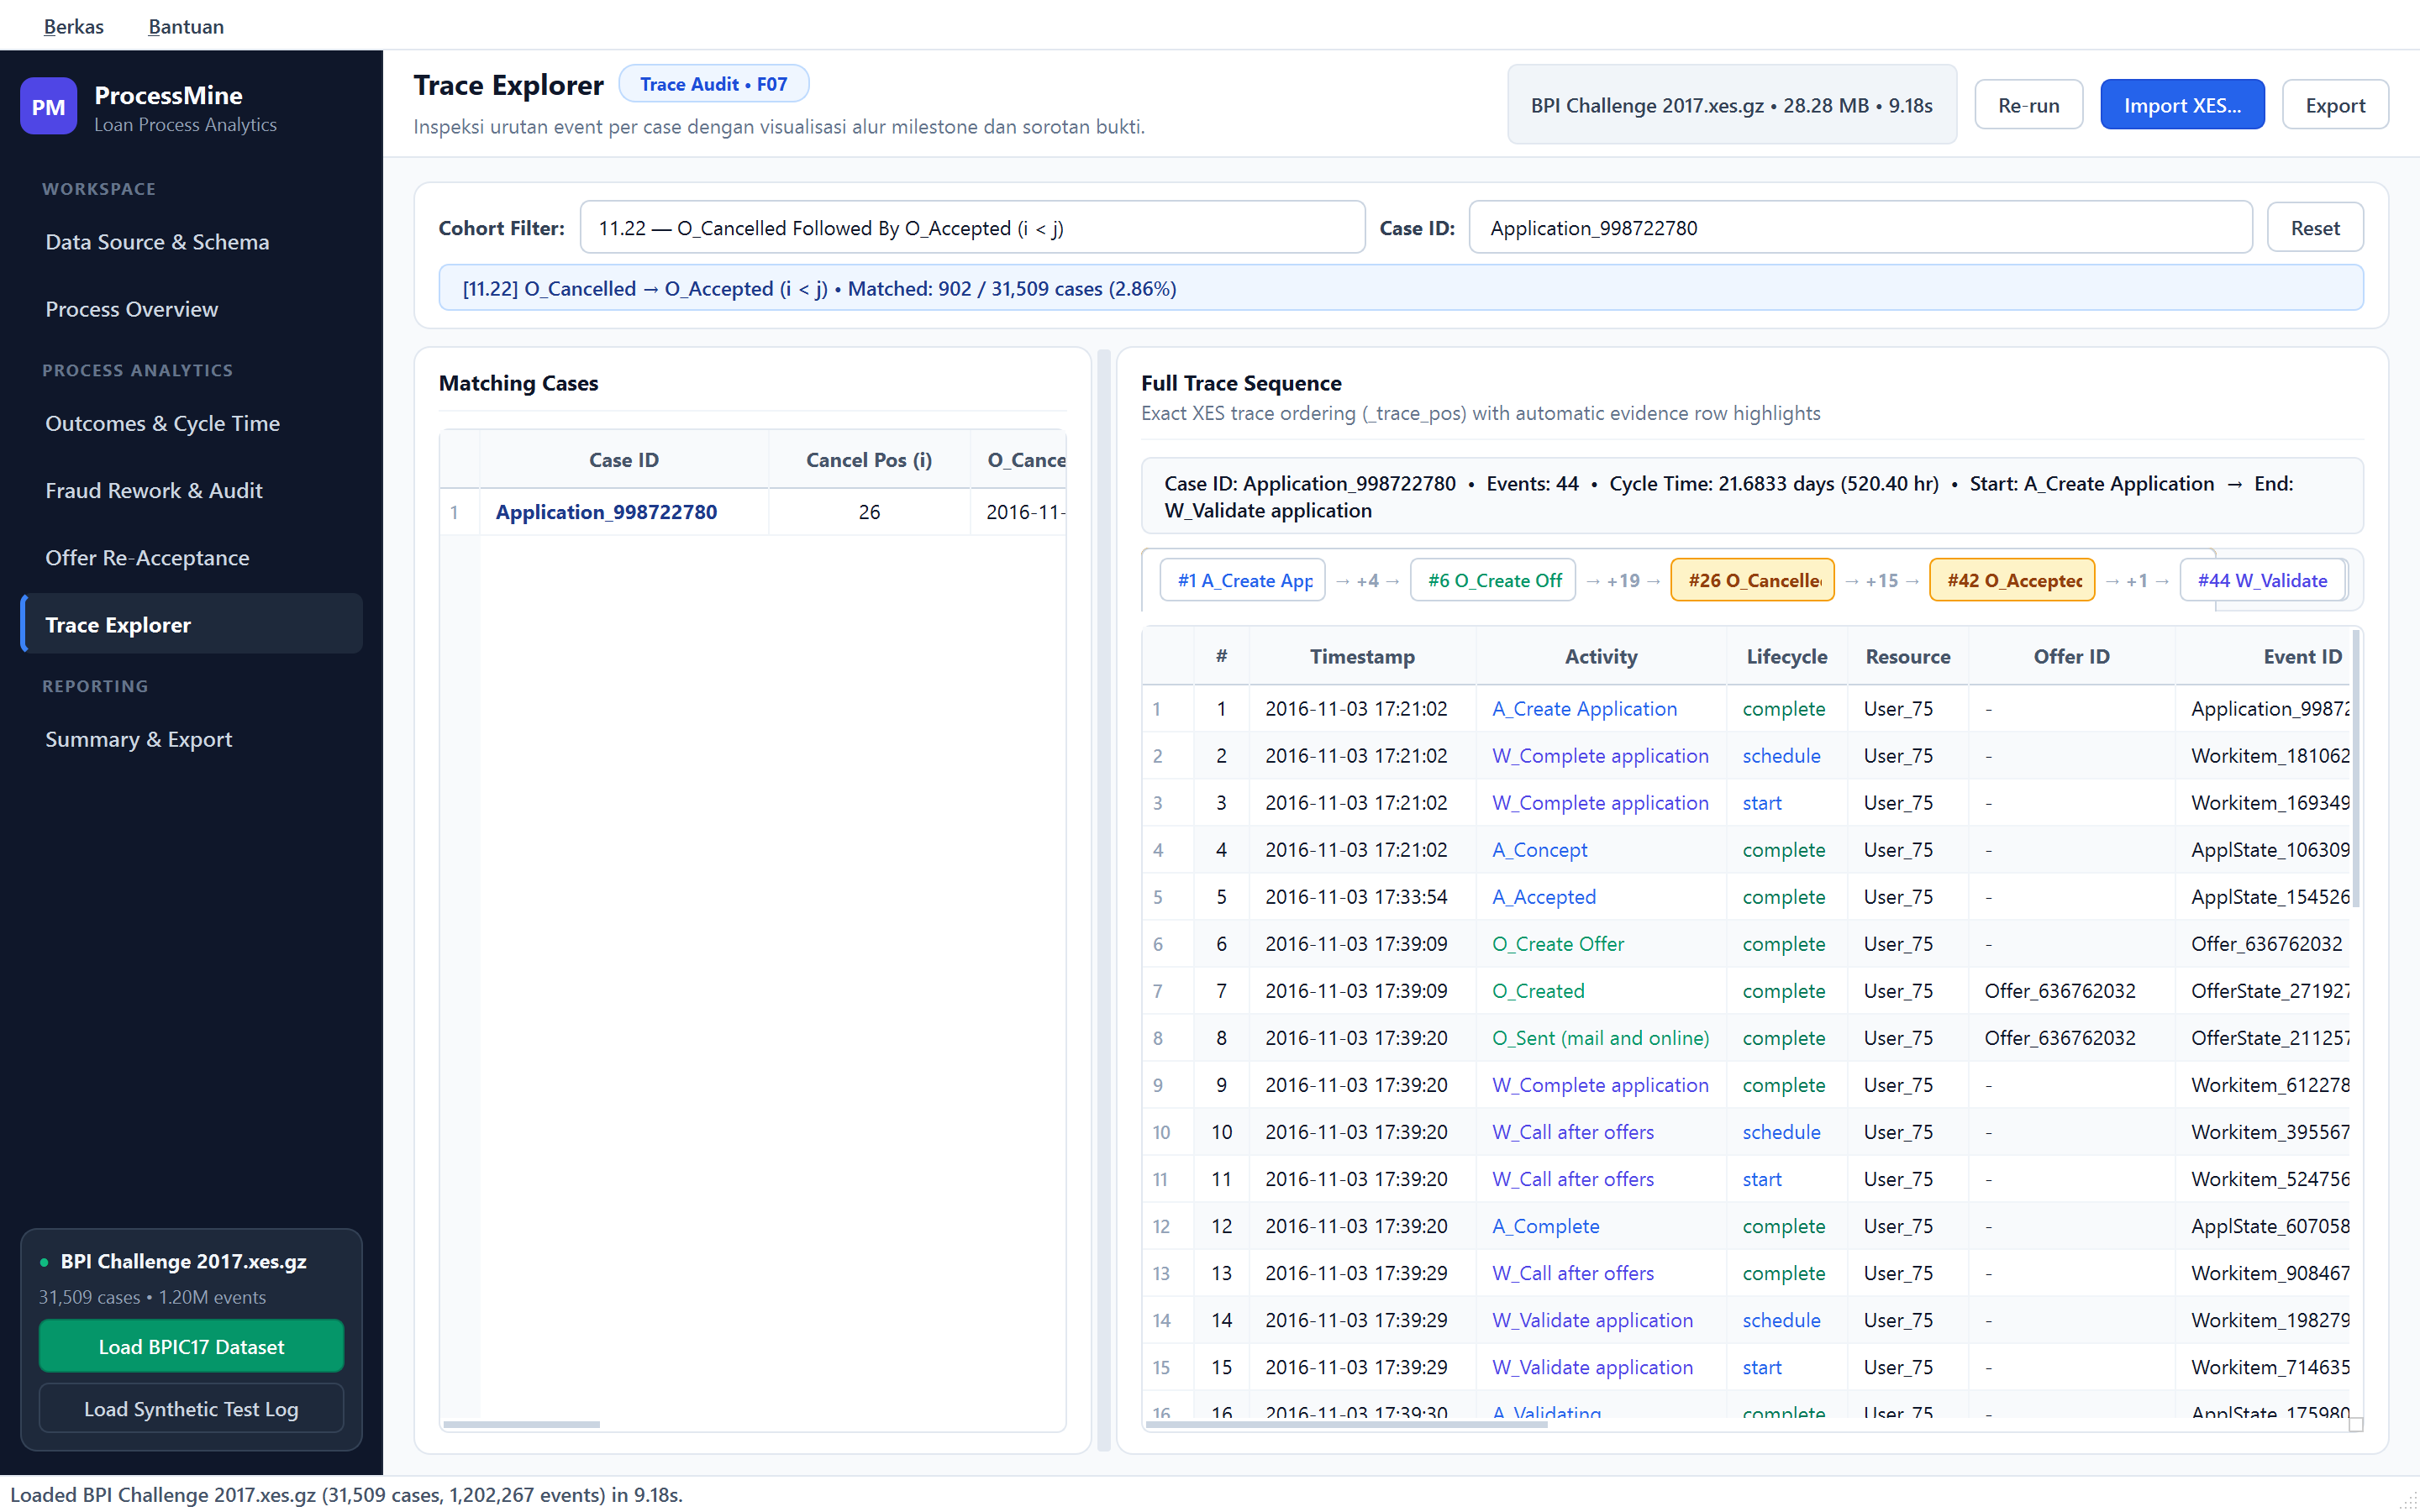 Berkas Bantuan
PM ProcessMine
Loan Process Analytics
WORKSPACE
Data Source & Schema
Process Overview
PROCESS ANALYTICS
Outcomes & Cycle Time
Fraud Rework & Audit
Offer Re-Acceptance
Trace Explorer
REPORTING
Summary & Export
BPI Challenge 2017.xes.gz
31,509 cases • 1.20M events
Load BPIC17 Dataset
Load Synthetic Test Log
Trace Explorer Trace Audit • F07
Inspeksi urutan event per case dengan visualisasi alur milestone dan sorotan bukti.
BPI Challenge 2017.xes.gz • 28.28 MB • 9.18s Re-run Import XES... Export
Cohort Filter: 11.22 — O_Cancelled Followed By O_Accepted (i < j) Case ID: Application_998722780 Reset
[11.22] O_Cancelled → O_Accepted (i < j) • Matched: 902 / 31,509 cases (2.86%)
Matching Cases
Case ID Cancel Pos (i) O_Cance
1 Application_998722780 26 2016-11-
Full Trace Sequence
Exact XES trace ordering (_trace_pos) with automatic evidence row highlights
Case ID: Application_998722780 • Events: 44 • Cycle Time: 21.6833 days (520.40 hr) • Start: A_Create Application → End:
W_Validate application
#1 A_Create App → +4 → #6 O_Create Off → +19 → #26 O_Cancelle → +15 → #42 O_Accepted → +1 → #44 W_Validate
# Timestamp Activity Lifecycle Resource Offer ID Event ID
1 1 2016-11-03 17:21:02 A_Create Application complete User_75 - Application_99872
2 2 2016-11-03 17:21:02 W_Complete application schedule User_75 - Workitem_181062
3 3 2016-11-03 17:21:02 W_Complete application start User_75 - Workitem_169349
4 4 2016-11-03 17:21:02 A_Concept complete User_75 - ApplState_106309
5 5 2016-11-03 17:33:54 A_Accepted complete User_75 - ApplState_154526
6 6 2016-11-03 17:39:09 O_Create Offer complete User_75 - Offer_636762032
7 7 2016-11-03 17:39:09 O_Created complete User_75 Offer_636762032 OfferState_271927
8 8 2016-11-03 17:39:20 O_Sent (mail and online) complete User_75 Offer_636762032 OfferState_211257
9 9 2016-11-03 17:39:20 W_Complete application complete User_75 - Workitem_612278
10 10 2016-11-03 17:39:20 W_Call after offers schedule User_75 - Workitem_395567
11 11 2016-11-03 17:39:20 W_Call after offers start User_75 - Workitem_524756
12 12 2016-11-03 17:39:20 A_Complete complete User_75 - ApplState_607058
13 13 2016-11-03 17:39:29 W_Call after offers complete User_75 - Workitem_908467
14 14 2016-11-03 17:39:29 W_Validate application schedule User_75 - Workitem_198279
15 15 2016-11-03 17:39:29 W_Validate application start User_75 - Workitem_714635
16 16 2016-11-03 17:39:30 A_Validating complete User_75 - ApplState_175980
Loaded BPI Challenge 2017.xes.gz (31,509 cases, 1,202,267 events) in 9.18s.